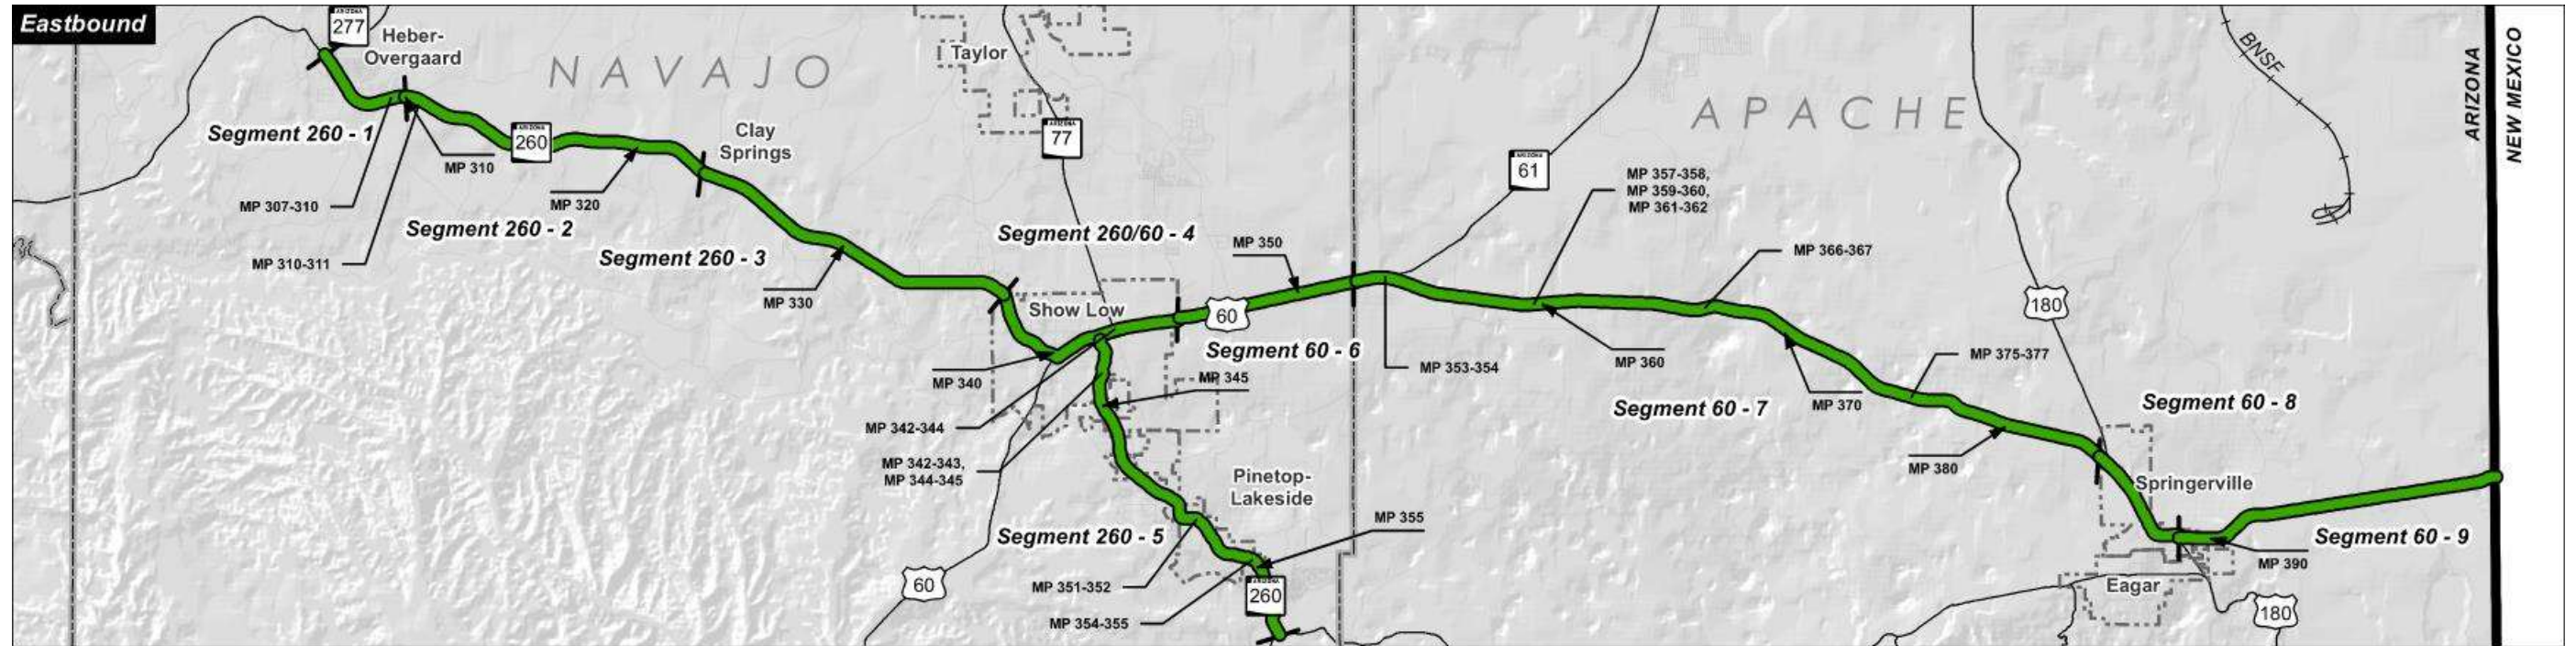 Eastbound
ARIZONA
277
Heber-
Overgaard
NAVAJO
Taylor
APACHE
BNSF
ARIZONA
NEW MEXICO
Segment 260 - 1
ARIZONA
260
Clay
Springs
ARIZONA
77
ARIZONA
61
MP 310
MP 307-310
MP 320
Segment 260 - 2
MP 310-311
Segment 260 - 3
MP 330
Segment 260/60 - 4
MP 350
MP 357-358,
MP 359-360,
MP 361-362
MP 366-367
180
Show Low
60
Segment 60 - 6
MP 353-354
MP 360
MP 375-377
MP 340
MP 345
MP 342-344
Segment 60 - 7
MP 370
Segment 60 - 8
MP 342-343,
MP 344-345
MP 380
Pinetop-
Lakeside
Springerville
MP 355
Segment 260 - 5
Segment 60 - 9
MP 390
60
MP 351-352
ARIZONA
260
MP 354-355
Eagar
180